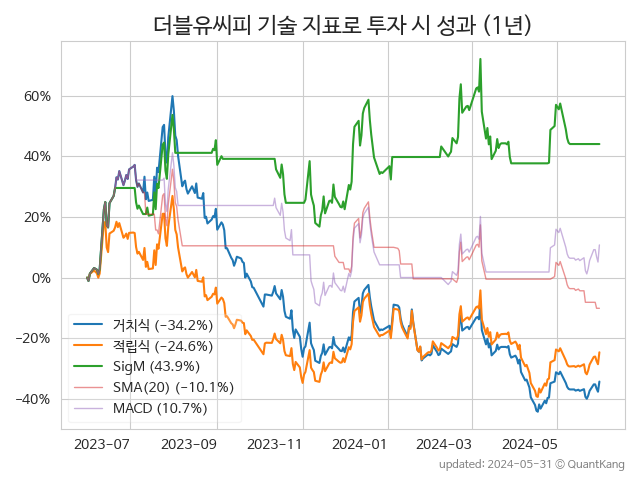 더블유씨피 기술 지표로 투자 시 성과 (1년)
60%
40%
20%
0%
−20%
−40%
거치식 (−34.2%)
적립식 (−24.6%)
SigM (43.9%)
SMA(20) (−10.1%)
MACD (10.7%)
2023−07
2023−09
2023−11
2024−01
2024−03
2024−05
updated: 2024−05−31 © QuantKang